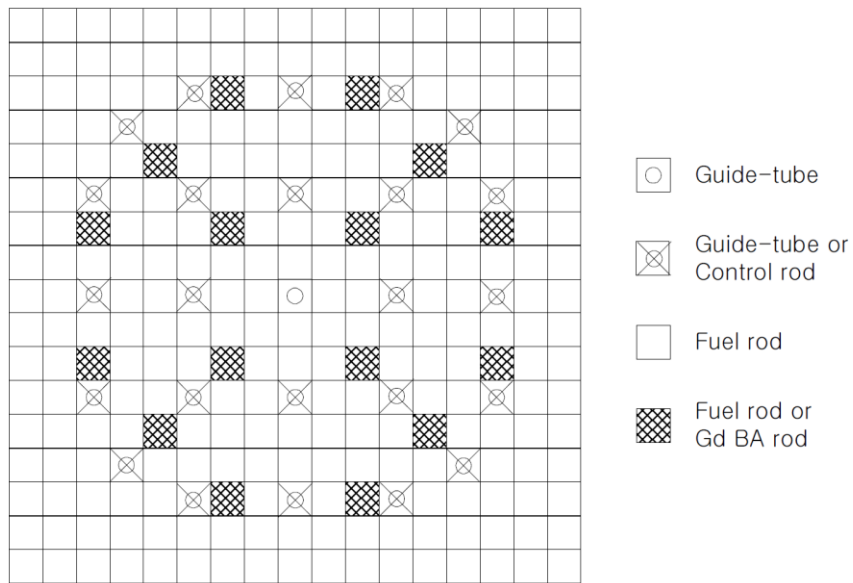 Guide-tube
Guide-tube or
Control rod
Fuel rod
Fuel rod or
Gd BA rod